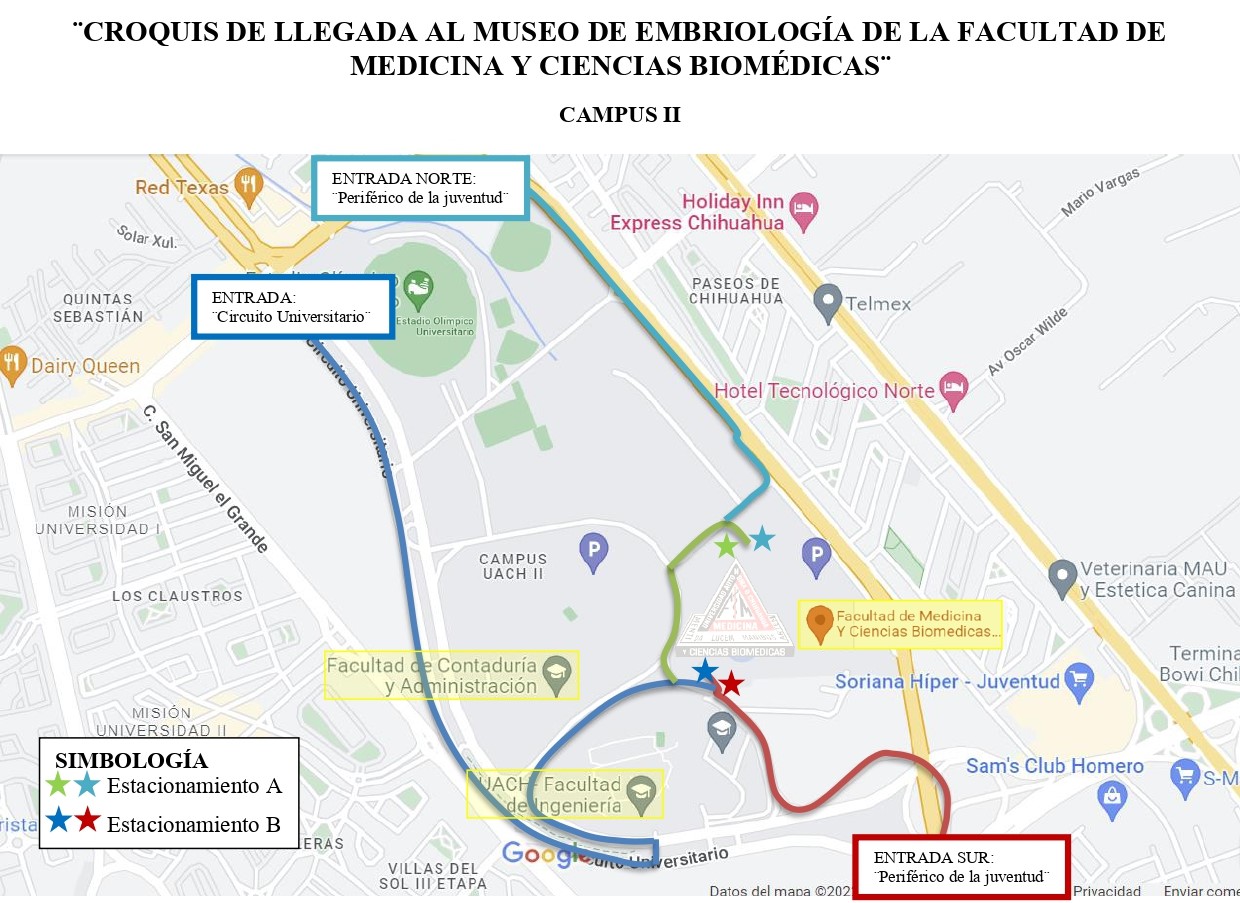 ¨CROQUIS DE LLEGADA AL MUSEO DE EMBRIOLOGÍA DE LA FACULTAD DE
MEDICINA Y CIENCIAS BIOMÉDICAS¨
CAMPUS II
ENTRADA NORTE:
¨Periférico de la juventud¨
Red Texas
Solar Xul.
Holiday Inn
Express Chihuahua
Mario Vargas
PASEOS DE
CHIHUAHUA
Telmex
ENTRADA:
¨Circuito Universitario¨
QUINTAS
SEBASTIÁN
Estadio Olimpico
Universitario
Av Oscar Wilde
Dairy Queen
Circuito Universitario
Hotel Tecnológico Norte
C. San Miguel el Grande
MISIÓN
UNIVERSIDAD I
CAMPUS
UACH II
P
P
LOS CLAUSTROS
Veterinaria MAU
y Estetica Canina
MEDICINA
Y CIENCIAS BIOMEDICAS
Facultad de Medicina
Y Ciencias Biomedicas...
Facultad de Contaduría
y Administración
Termina
Bowi Chil
Soriana Híper - Juventud
MISIÓN
UNIVERSIDAD II
SIMBOLOGÍA
Estacionamiento A
Estacionamiento B
UACH- Facultad
de Ingeniería
Sam's Club Homero
S-M
rista
ERAS
Google
cuito Universitario
VILLAS DEL
SOL III ETAPA
ENTRADA SUR:
¨Periférico de la juventud¨
Datos del mapa ©202
Privacidad
Enviar come